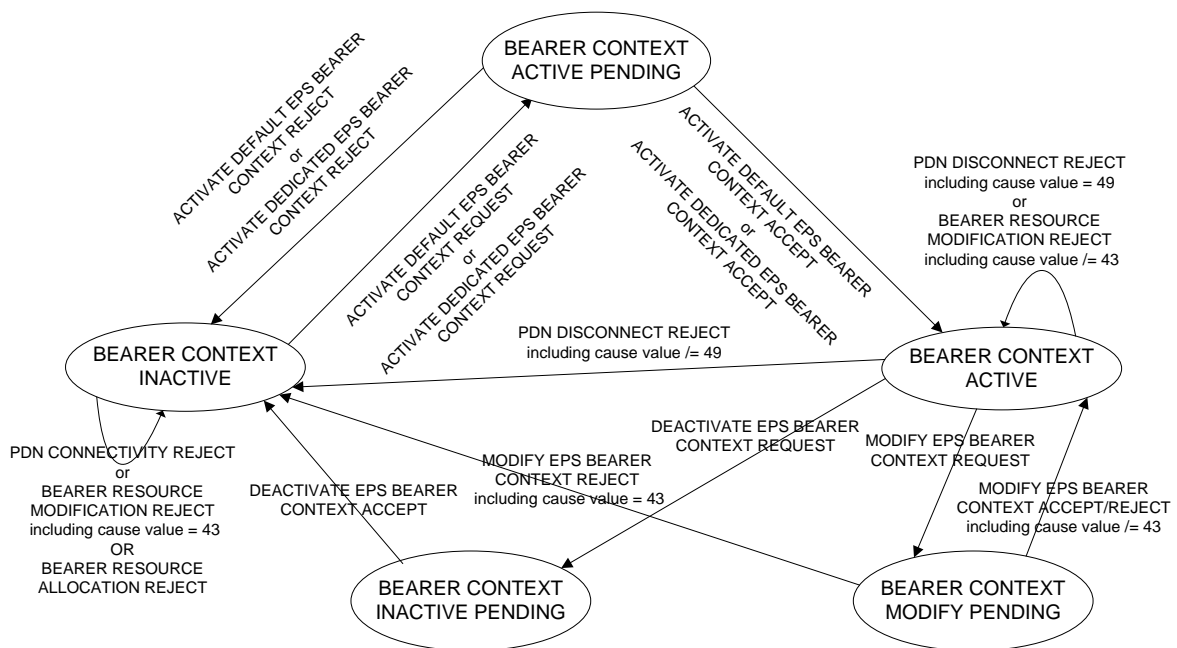 BEARER CONTEXT
ACTIVE PENDING
ACTIVATE DEFAULT EPS BEARER
CONTEXT REJECT
or
ACTIVATE DEDICATED EPS BEARER
CONTEXT REJECT
ACTIVATE DEFAULT EPS BEARER
CONTEXT REQUEST
or
ACTIVATE DEDICATED EPS BEARER
CONTEXT REQUEST
ACTIVATE DEFAULT EPS BEARER
CONTEXT ACCEPT
or
ACTIVATE DEDICATED EPS BEARER
CONTEXT ACCEPT
PDN DISCONNECT REJECT
including cause value = 49
or
BEARER RESOURCE
MODIFICATION REJECT
including cause value /= 43
BEARER CONTEXT
INACTIVE
PDN DISCONNECT REJECT
including cause value /= 49
BEARER CONTEXT
ACTIVE
PDN CONNECTIVITY REJECT
or
BEARER RESOURCE
MODIFICATION REJECT
including cause value = 43
OR
BEARER RESOURCE
ALLOCATION REJECT
DEACTIVATE EPS BEARER
CONTEXT ACCEPT
MODIFY EPS BEARER
CONTEXT REJECT
including cause value = 43
DEACTIVATE EPS BEARER
CONTEXT REQUEST
MODIFY EPS BEARER
CONTEXT REQUEST
MODIFY EPS BEARER
CONTEXT ACCEPT/REJECT
including cause value /= 43
BEARER CONTEXT
INACTIVE PENDING
BEARER CONTEXT
MODIFY PENDING